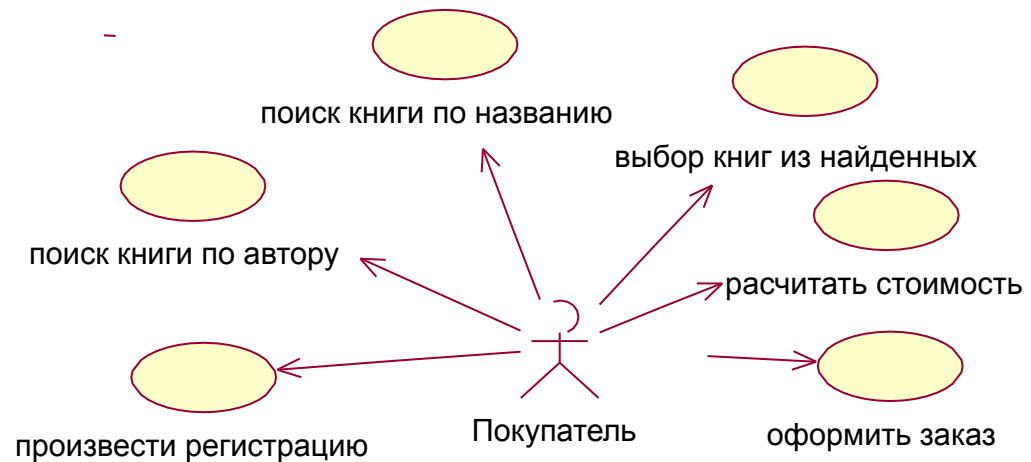 поиск книги по названию
выбор книг из найденных
поиск книги по автору
расчитать стоимость
произвести регистрацию
Покупатель
оформить заказ